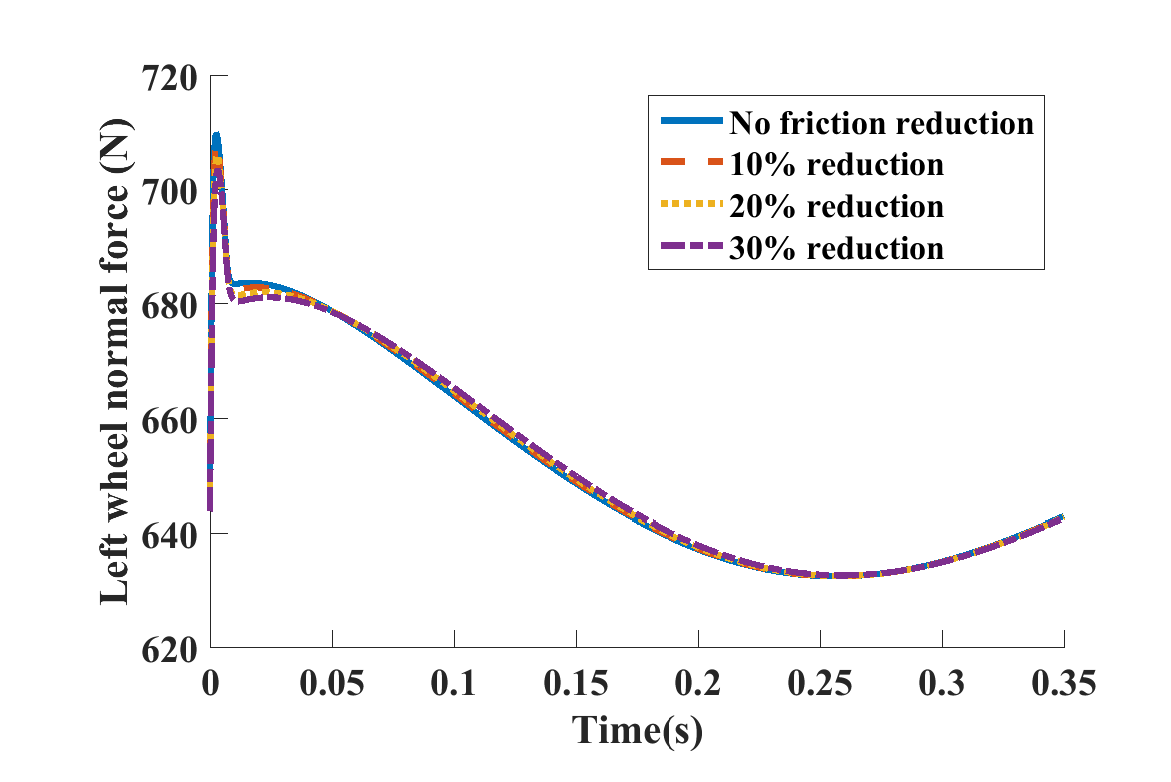 720
700
680
660
640
620
Left wheel normal force (N)
No friction reduction
10% reduction
20% reduction
30% reduction
0 0.05 0.1 0.15 0.2 0.25 0.3 0.35
Time(s)